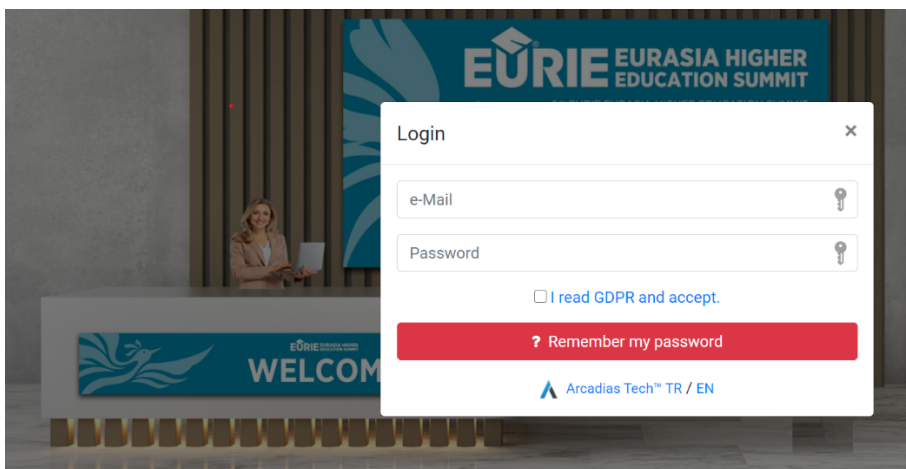 EURIE EURASIA HIGHER
EDUCATION SUMMIT
Login
×
e-Mail
Password
I read GDPR and accept.
? Remember my password
Arcadias Tech™ TR / EN
EURIE EURASIA HIGHER
EDUCATION SUMMIT
WELCOM